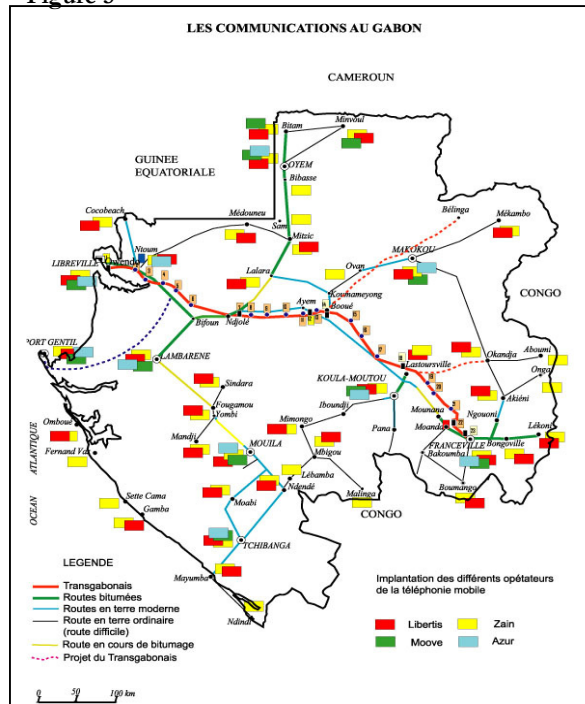 Figure 3
LES COMMUNICATIONS AU GABON
CAMEROUN
Minvoul
Bitam
GUINEE
EQUATORIALE
OYEM
Bibasse
Bélinga
Mékambo
Cocobeach
Médouneu
Sam
Mitzic
MAKOKOU
Ntoum
LIBREVILLE
Owendo
Lalara
Ovan
Koumameyong
CONGO
Ayem
Booué
Bifoun
Ndjolé
PORT GENTIL
LAMBARENE
Lastoursville
Okandja
Aboumi
Onga
Sindara
KOULA-MOUTOU
Fougamou
Iboundji
Akiéni
Yombi
Mimongo
Mounana
Ngouoni
Omboué
Mandji
Pana
Moanda
Lékoni
MOUILA
Mbigou
FRANCEVILLE
Bongoville
Fernand Vaz
Bakoumba
Lébamba
Ndendé
Malinga
Boumango
ATLANTIQUE
OCEAN
Sette Cama
Moabi
Gamba
CONGO
TCHIBANGA
LEGENDE
Mayumba
Transgabonais
Routes bitumées
Routes en terre moderne
Route en terre ordinaire
(route difficile)
Route en cours de bitumage
Projet du Transgabonais
Ndindi
Implantation des différents opétateurs
de la téléphonie mobile
Libertis
Zain
Moove
Azur
0 50 100 km